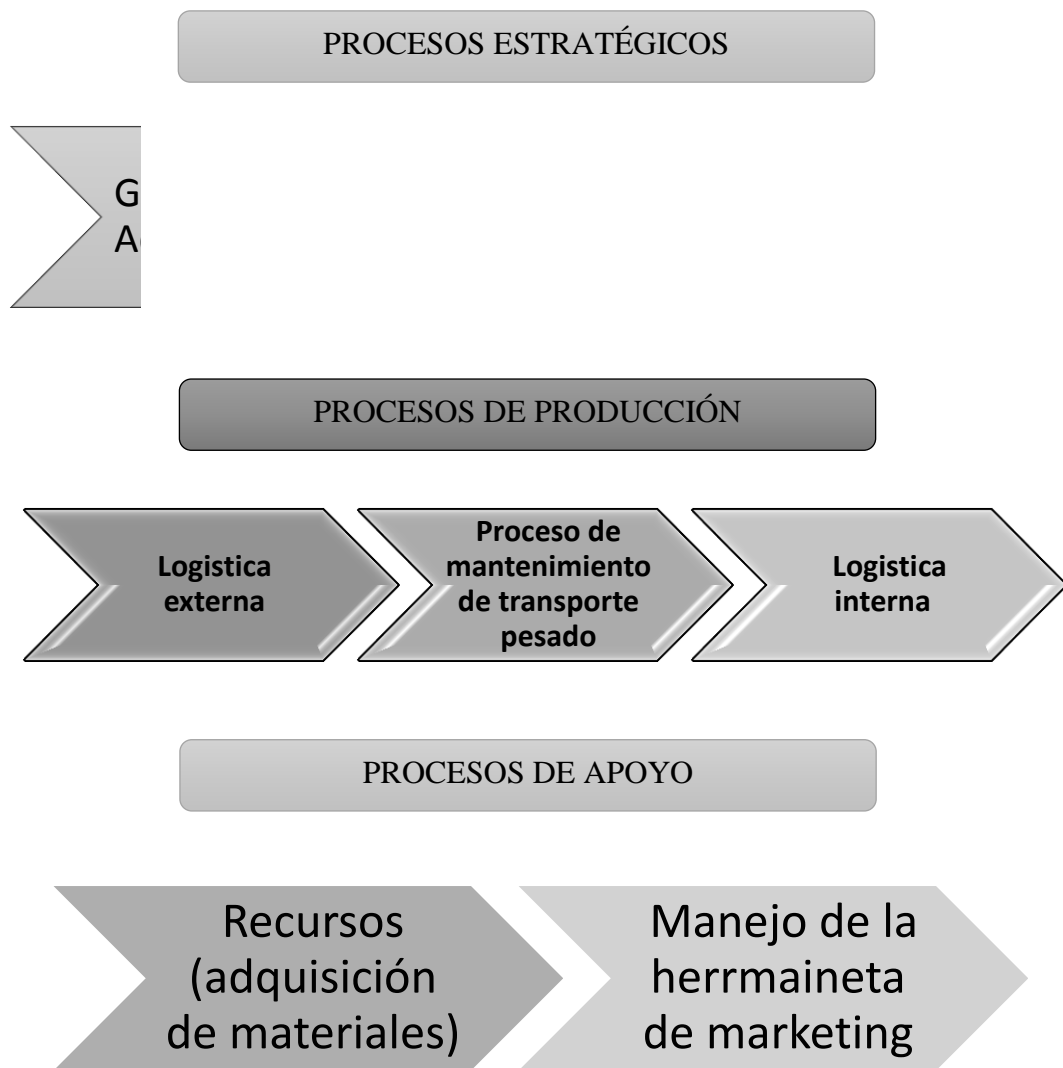 PROCESOS ESTRATÉGICOS
PROCESOS DE PRODUCCIÓN
Logistica
externa
Proceso de
mantenimiento
de transporte
pesado
Logistica
interna
PROCESOS DE APOYO
Recursos
(adquisición
de materiales)
Manejo de la
herrmaineta
de marketing